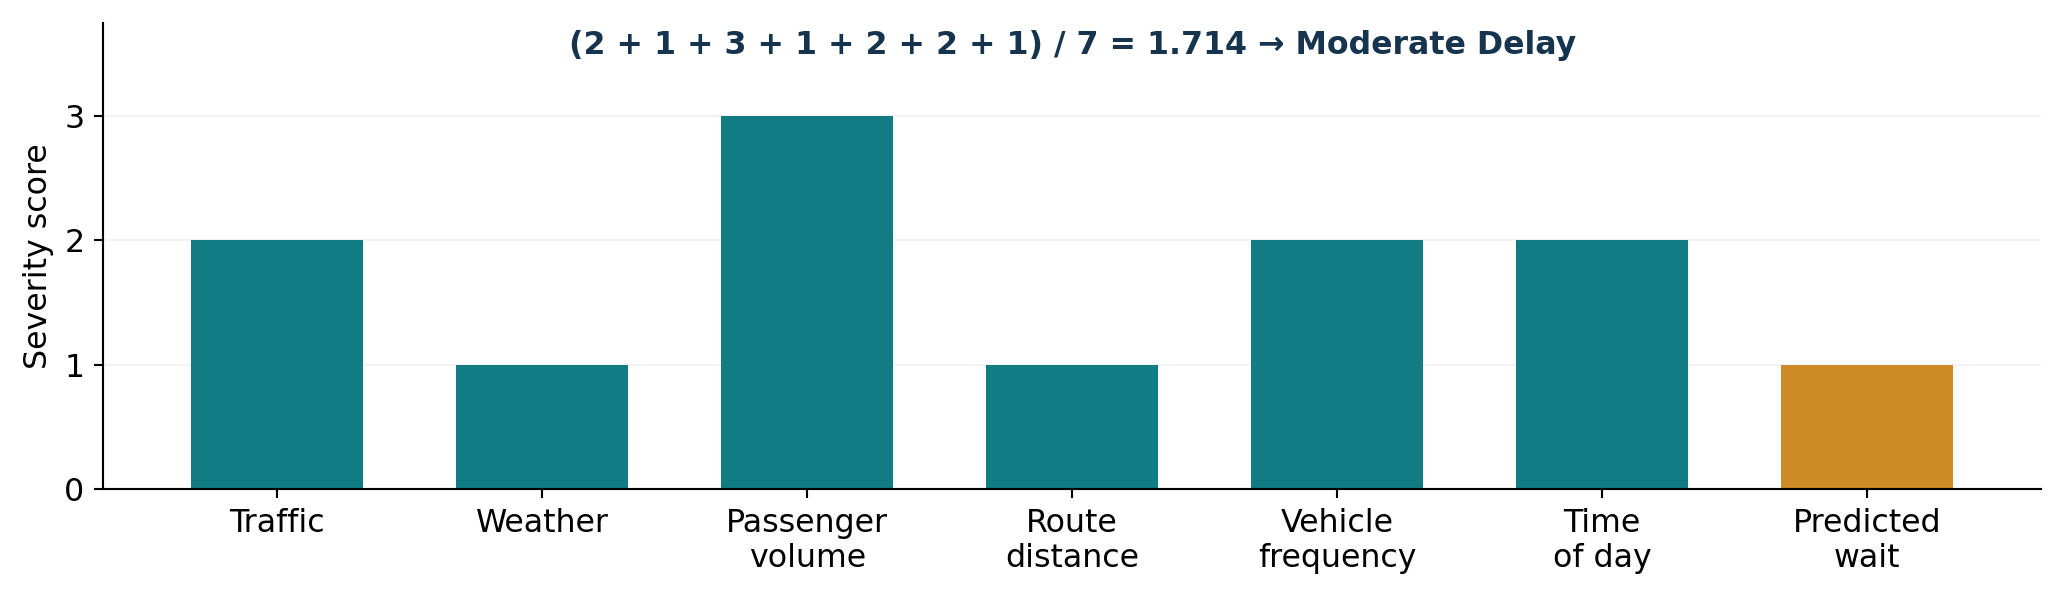 (2 + 1 + 3 + 1 + 2 + 2 + 1) / 7 = 1.714 → Moderate Delay
Severity score
3
2
1
0
Traffic
Weather
Passenger
volume
Route
distance
Vehicle
frequency
Time
of day
Predicted
wait